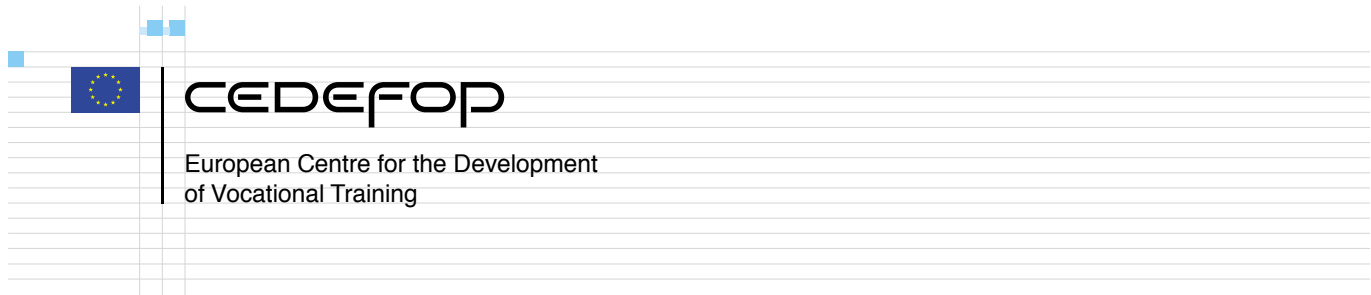 CEDEFOP
European Centre for the Development
of Vocational Training